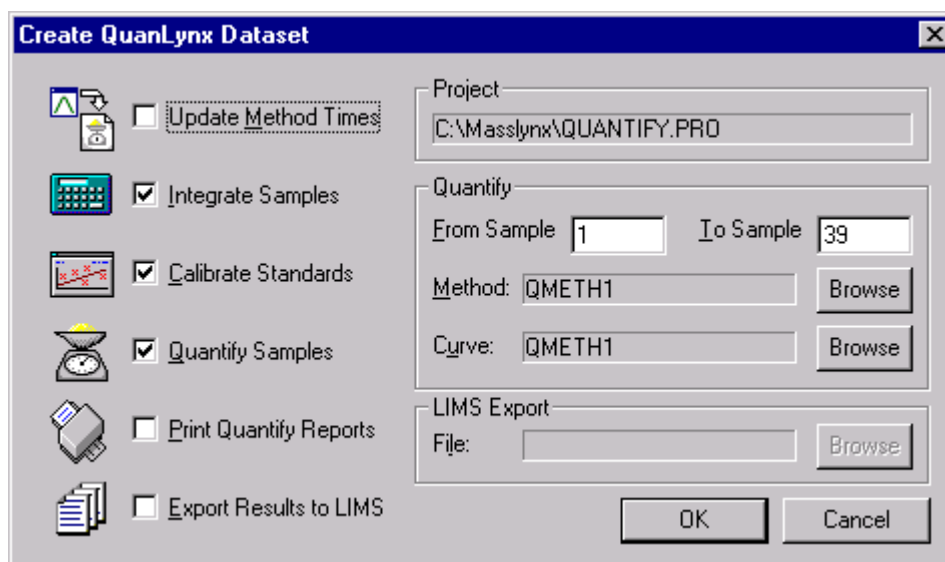 Create QuanLynx Dataset
Update Method Times
Integrate Samples
Calibrate Standards
Quantify Samples
Print Quantify Reports
Export Results to LIMS
Project
C:\Masslynx\QUANTIFY.PRO
Quantify
From Sample 1 To Sample 39
Method: QMETH1 Browse
Curve: QMETH1 Browse
LIMS Export
File: Browse
OK Cancel